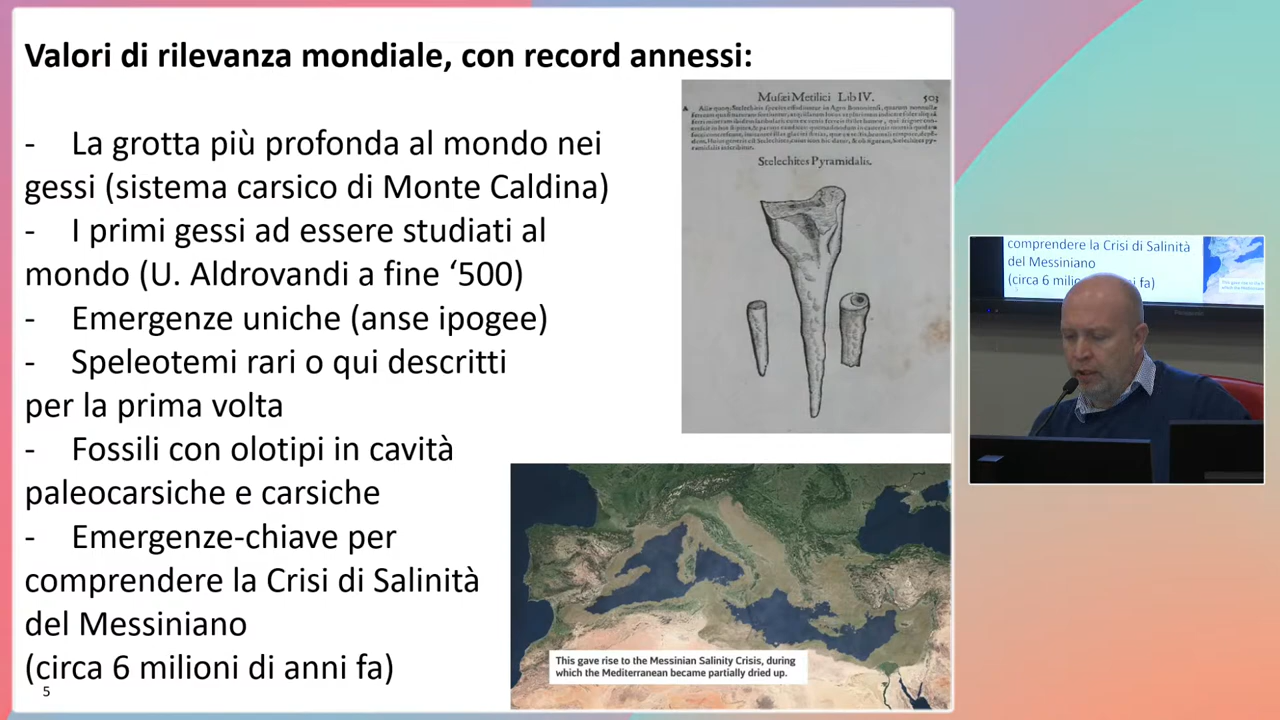 Valori di rilevanza mondiale, con record annessi:
- La grotta più profonda al mondo nei
gessi (sistema carsico di Monte Caldina)
- I primi gessi ad essere studiati al
mondo (U. Aldrovandi a fine ‘500)
- Emergenze uniche (anse ipogee)
- Speleotemi rari o qui descritti
per la prima volta
- Fossili con olotipi in cavità
paleocarsiche e carsiche
- Emergenze-chiave per
comprendere la Crisi di Salinità
del Messiniano
(circa 6 milioni di anni fa)
5
Musæi Metallici Lib IV. 503
Stelechites Pyramidalis.
This gave rise to the Messinian Salinity Crisis, during
which the Mediterranean became partially dried up.
comprendere la Crisi di Salinità
del Messiniano
(circa 6 milioni di anni fa)